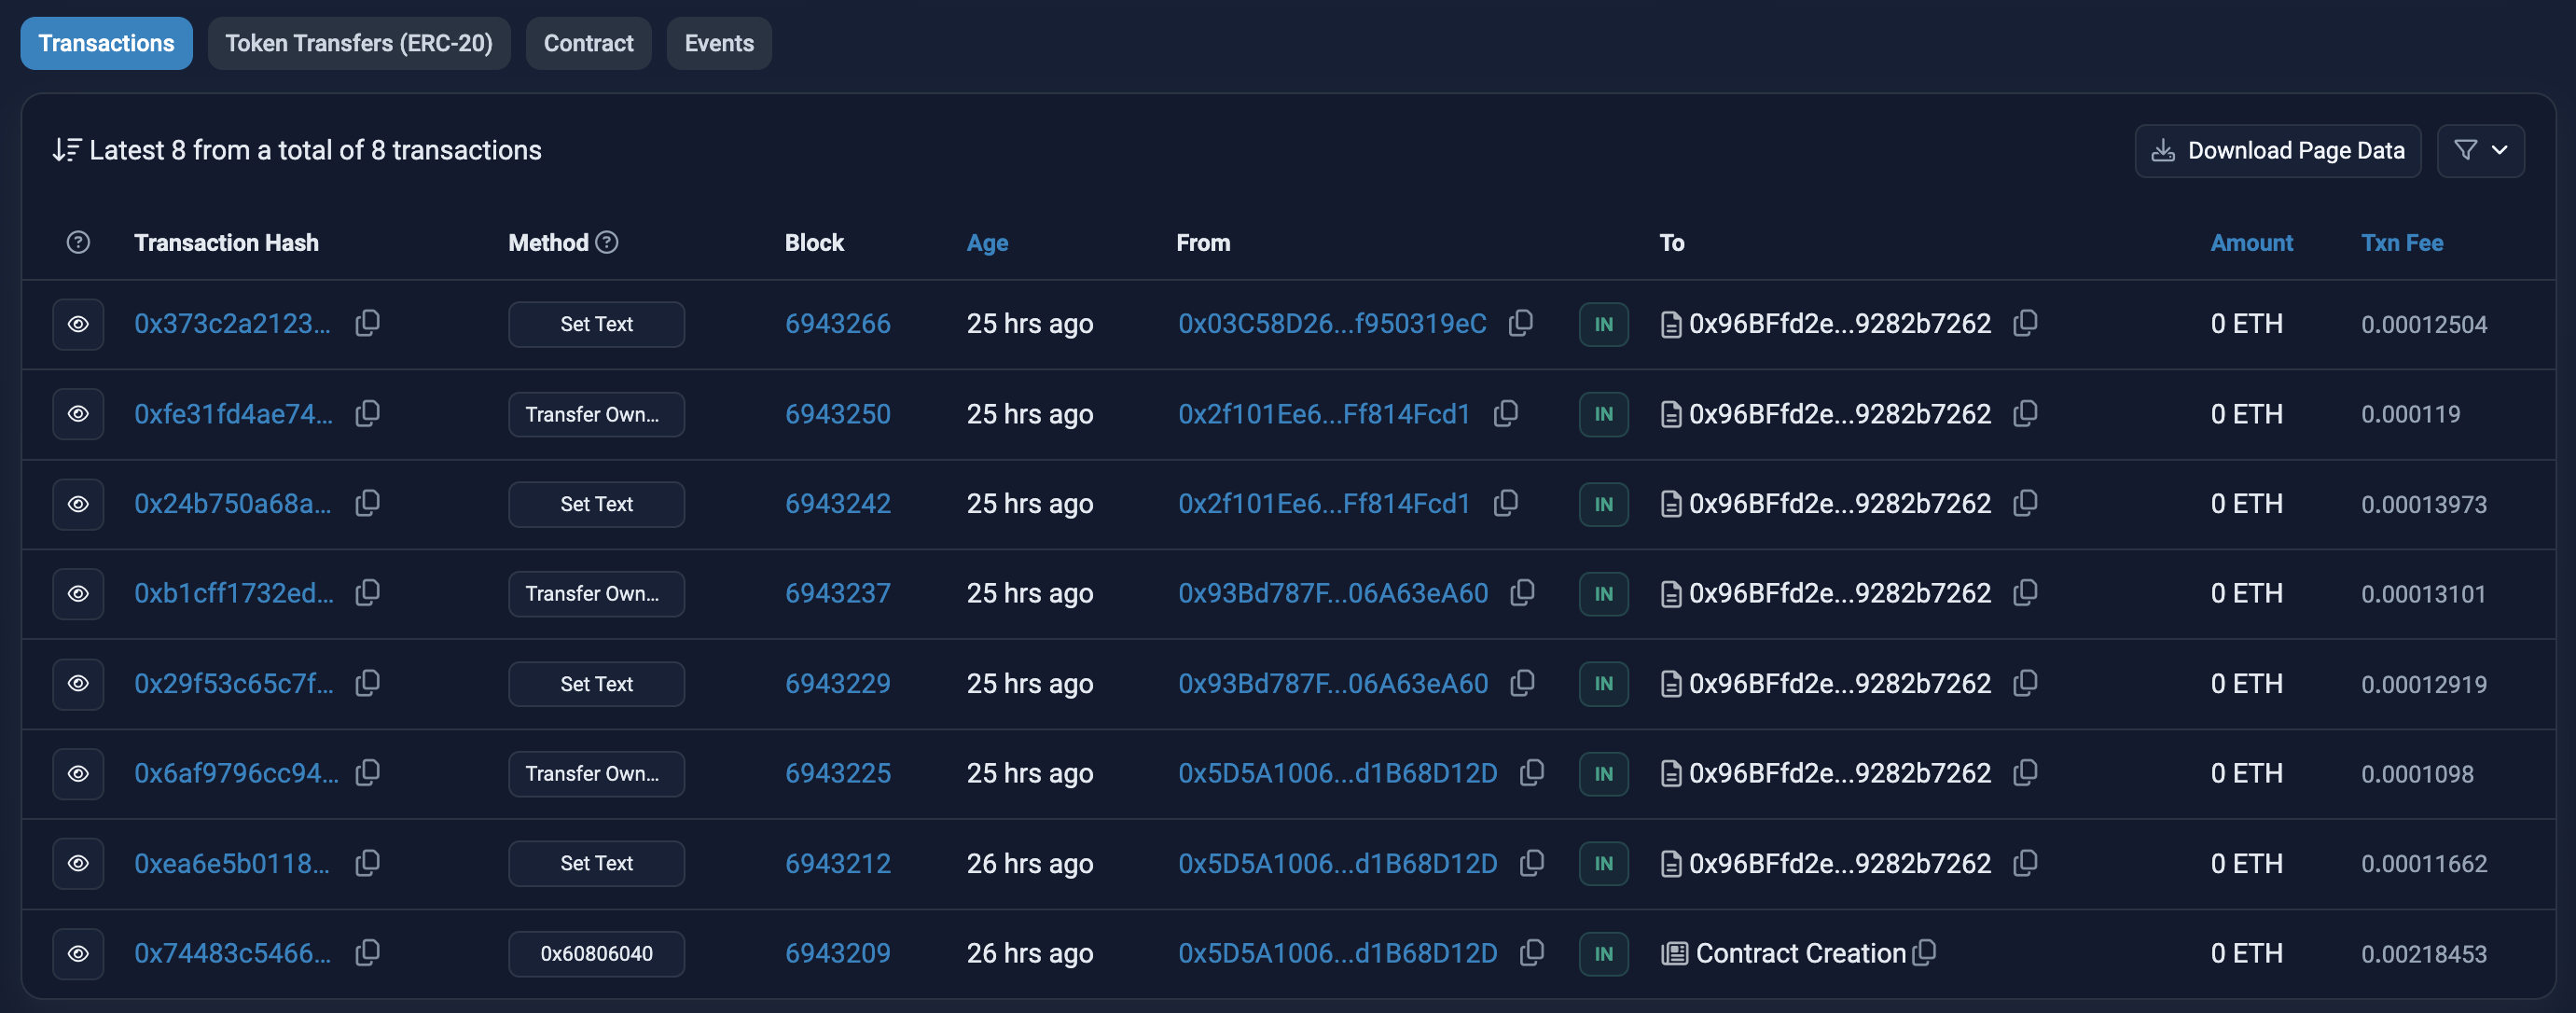 Transactions Token Transfers (ERC-20) Contract Events
Latest 8 from a total of 8 transactions Download Page Data
Transaction Hash Method Block Age From To Amount Txn Fee
0x373c2a2123... Set Text 6943266 25 hrs ago 0x03C58D26...f950319eC IN 0x96BFfd2e...9282b7262 0 ETH 0.00012504
0xfe31fd4ae74... Transfer Own... 6943250 25 hrs ago 0x2f101Ee6...Ff814Fcd1 IN 0x96BFfd2e...9282b7262 0 ETH 0.000119
0x24b750a68a... Set Text 6943242 25 hrs ago 0x2f101Ee6...Ff814Fcd1 IN 0x96BFfd2e...9282b7262 0 ETH 0.00013973
0xb1cff1732ed... Transfer Own... 6943237 25 hrs ago 0x93Bd787F...06A63eA60 IN 0x96BFfd2e...9282b7262 0 ETH 0.00013101
0x29f53c65c7f... Set Text 6943229 25 hrs ago 0x93Bd787F...06A63eA60 IN 0x96BFfd2e...9282b7262 0 ETH 0.00012919
0x6af9796cc94... Transfer Own... 6943225 25 hrs ago 0x5D5A1006...d1B68D12D IN 0x96BFfd2e...9282b7262 0 ETH 0.0001098
0xea6e5b0118... Set Text 6943212 26 hrs ago 0x5D5A1006...d1B68D12D IN 0x96BFfd2e...9282b7262 0 ETH 0.00011662
0x74483c5466... 0x60806040 6943209 26 hrs ago 0x5D5A1006...d1B68D12D IN Contract Creation 0 ETH 0.00218453